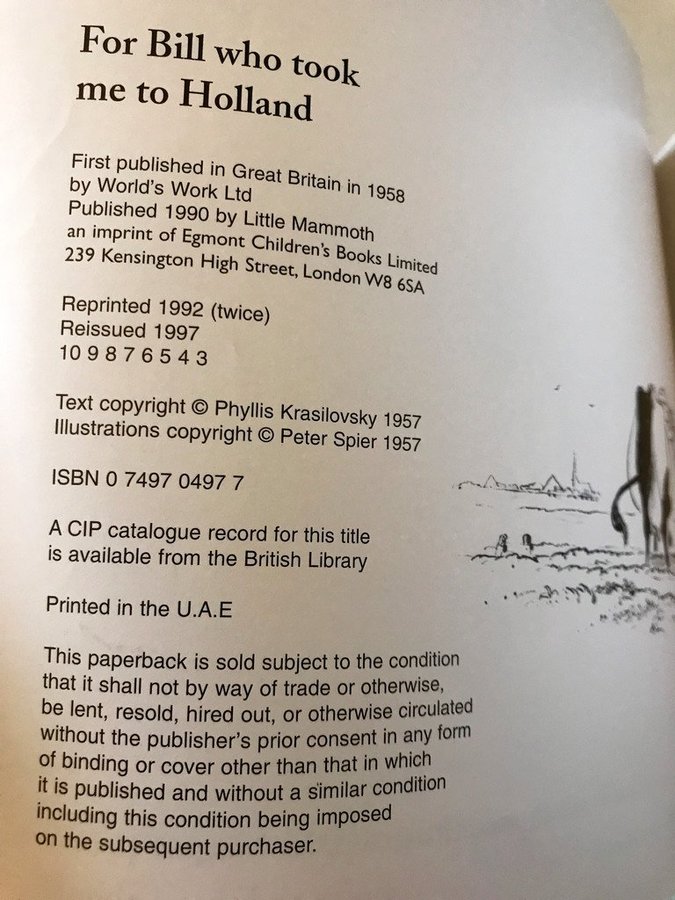 For Bill who took
me to Holland
First published in Great Britain in 1958
by World's Work Ltd
Published 1990 by Little Mammoth
an imprint of Egmont Children's Books Limited
239 Kensington High Street, London W8 6SA
Reprinted 1992 (twice)
Reissued 1997
10 9 8 7 6 5 4 3
Text copyright © Phyllis Krasilovsky 1957
Illustrations copyright © Peter Spier 1957
ISBN 0 7497 0497 7
A CIP catalogue record for this title
is available from the British Library
Printed in the U.A.E
This paperback is sold subject to the condition
that it shall not by way of trade or otherwise,
be lent, resold, hired out, or otherwise circulated
without the publisher's prior consent in any form
of binding or cover other than that in which
it is published and without a similar condition
including this condition being imposed
on the subsequent purchaser.